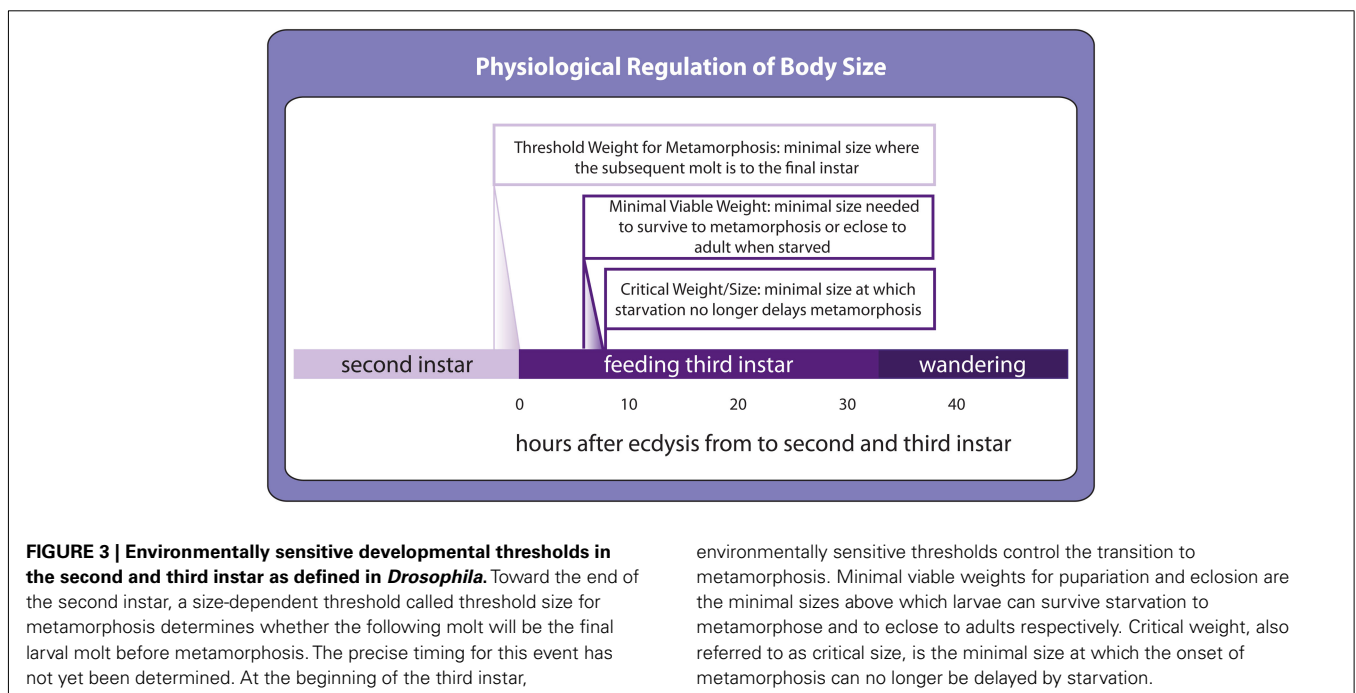 Physiological Regulation of Body Size
Threshold Weight for Metamorphosis: minimal size where
the subsequent molt is to the final instar
Minimal Viable Weight: minimal size needed
to survive to metamorphosis or eclose to
adult when starved
Critical Weight/Size: minimal size at which
starvation no longer delays metamorphosis
second instar
feeding third instar
wandering
0 10 20 30 40
hours after ecdysis from to second and third instar
FIGURE 3 | Environmentally sensitive developmental thresholds in
the second and third instar as defined in Drosophila. Toward the end of
the second instar, a size-dependent threshold called threshold size for
metamorphosis determines whether the following molt will be the final
larval molt before metamorphosis. The precise timing for this event has
not yet been determined. At the beginning of the third instar,
environmentally sensitive thresholds control the transition to
metamorphosis. Minimal viable weights for pupariation and eclosion are
the minimal sizes above which larvae can survive starvation to
metamorphose and to eclose to adults respectively. Critical weight, also
referred to as critical size, is the minimal size at which the onset of
metamorphosis can no longer be delayed by starvation.